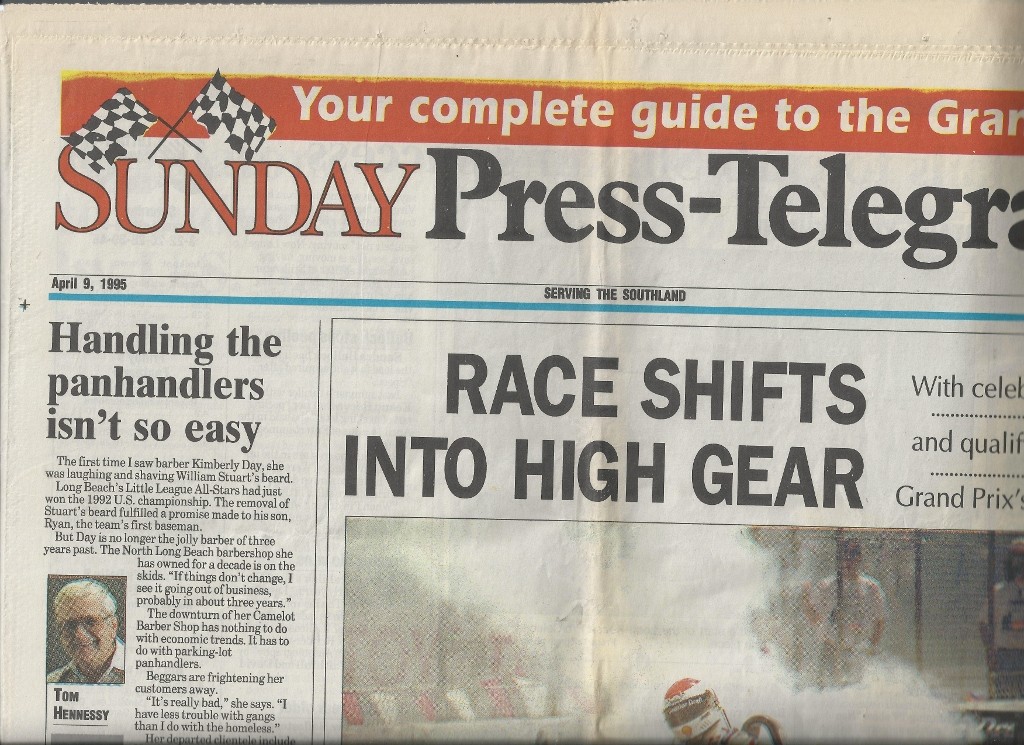 Your complete guide to the Gran
SUNDAY Press-Telegra
April 9, 1995
SERVING THE SOUTHLAND
Handling the
panhandlers
isn't so easy
The first time I saw barber Kimberly Day, she
was laughing and shaving William Stuart's beard.
Long Beach's Little League All-Stars had just
won the 1992 U.S. championship. The removal of
Stuart's beard fulfilled a promise made to his son,
Ryan, the team's first baseman.
But Day is no longer the jolly barber of three
years past. The North Long Beach barbershop she
has owned for a decade is on the
skids. "If things don't change, I
see it going out of business,
probably in about three years."
The downturn of her Camelot
Barber Shop has nothing to do
with economic trends. It has to
do with parking-lot
panhandlers.
Beggars are frightening her
customers away.
"It's really bad," she says. "I
have less trouble with gangs
than I do with the homeless."
Her departed clientele include
TOM
HENNESSY
RACE SHIFTS
INTO HIGH GEAR
With celeb
and qualif
Grand Prix's